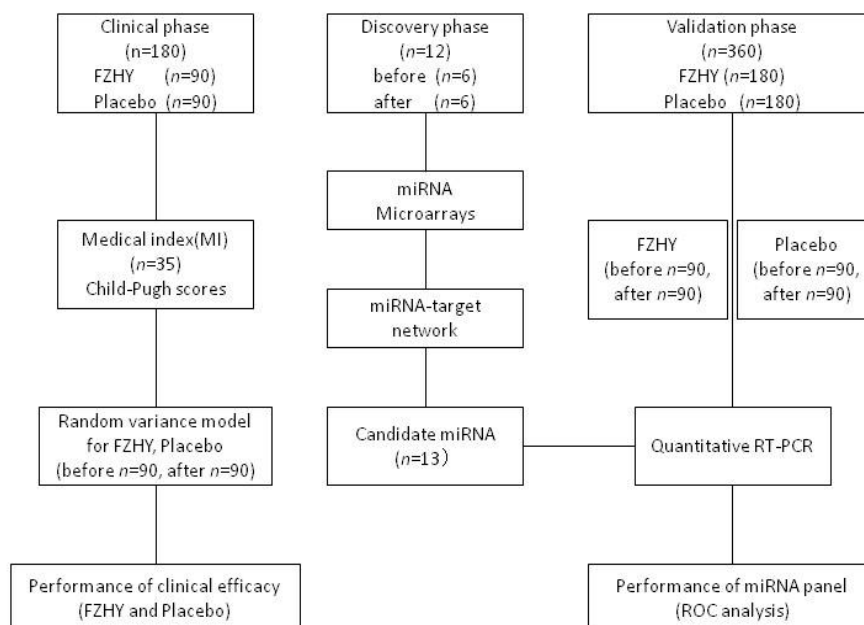 Clinical phase
(n=180)
FZHY (n=90)
Placebo (n=90)
Medical index(MI)
(n=35)
Child-Pugh scores
Random variance model
for FZHY, Placebo
(before n=90, after n=90)
Performance of clinical efficacy
(FZHY and Placebo)
Discovery phase
(n=12)
before (n=6)
after (n=6)
miRNA
Microarrays
miRNA-target
network
Candidate miRNA
(n=13)
Validation phase
(n=360)
FZHY (n=180)
Placebo (n=180)
FZHY
(before n=90,
after n=90)
Placebo
(before n=90,
after n=90)
Quantitative RT-PCR
Performance of miRNA panel
(ROC analysis)